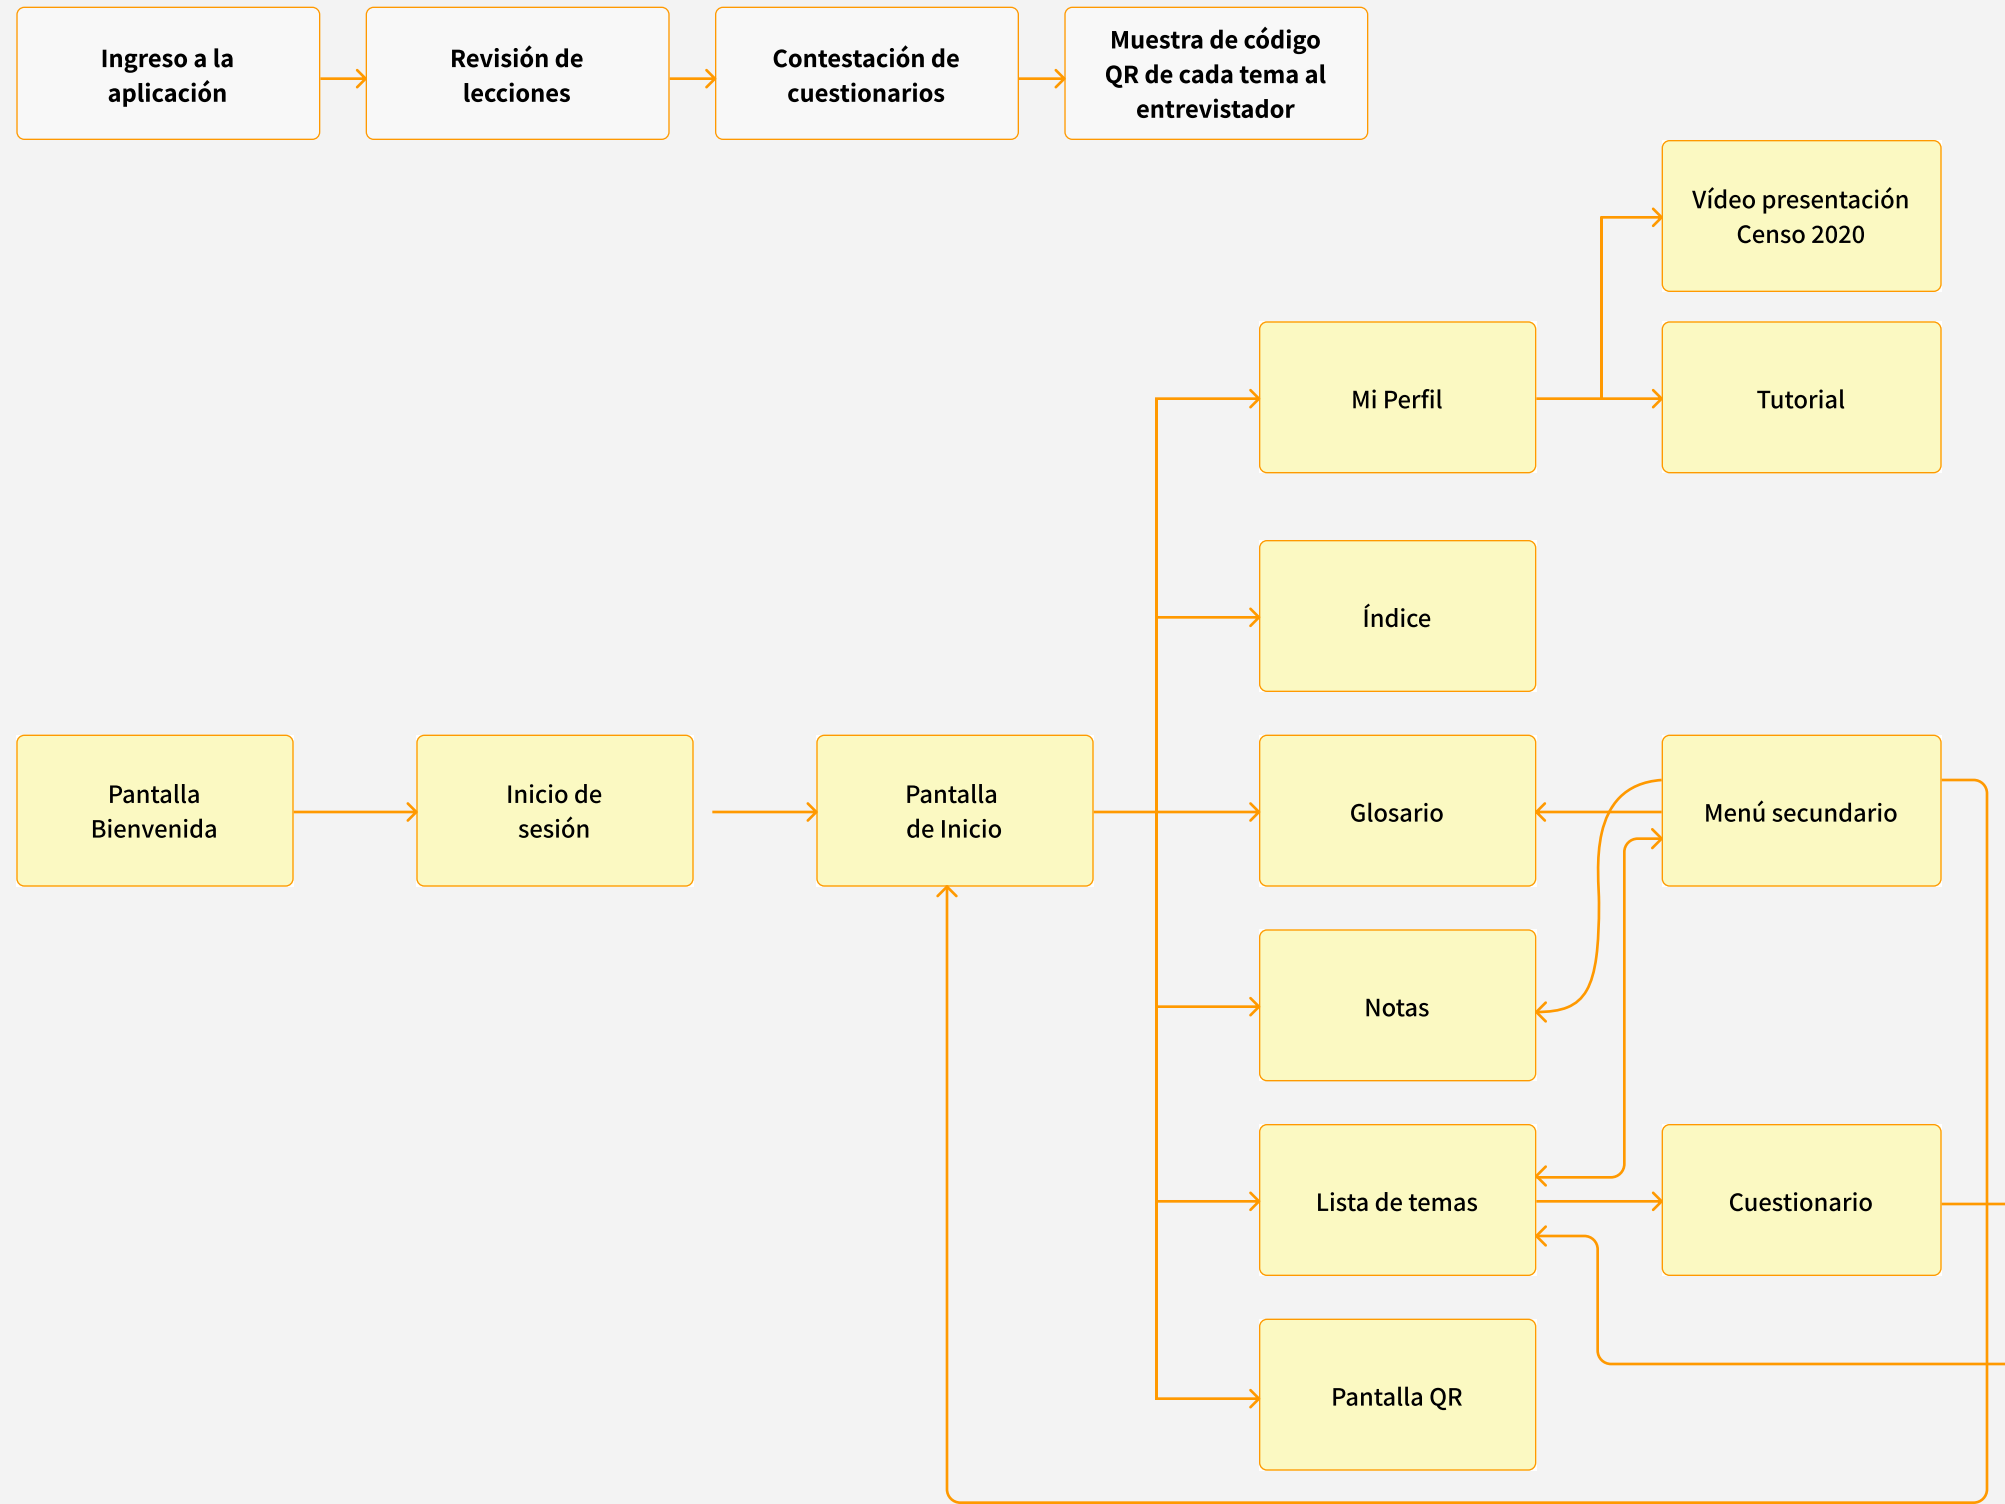 Ingreso a la
aplicación
Revisión de
lecciones
Contestación de
cuestionarios
Muestra de código
QR de cada tema al
entrevistador
Vídeo presentación
Censo 2020
Mi Perfil
Tutorial
Índice
Pantalla
Bienvenida
Inicio de
sesión
Pantalla
de Inicio
Glosario
Menú secundario
Notas
Lista de temas
Cuestionario
Pantalla QR